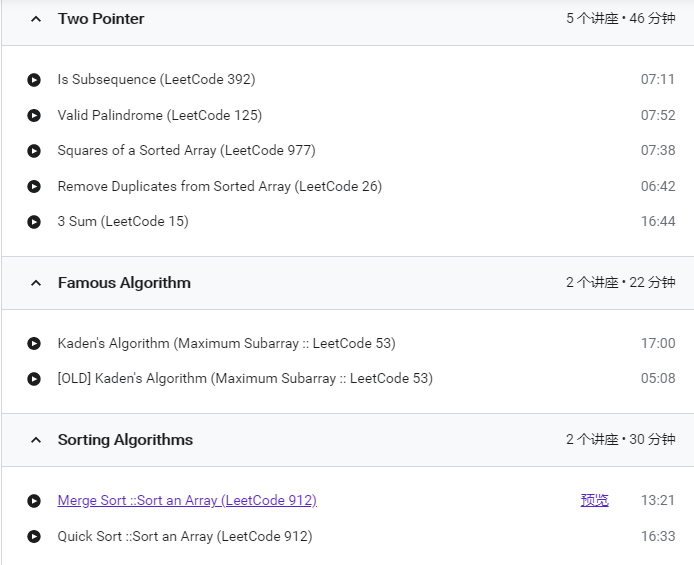 Two Pointer 5 个讲座 • 46 分钟
Is Subsequence (LeetCode 392) 07:11
Valid Palindrome (LeetCode 125) 07:52
Squares of a Sorted Array (LeetCode 977) 07:38
Remove Duplicates from Sorted Array (LeetCode 26) 06:42
3 Sum (LeetCode 15) 16:44
Famous Algorithm 2 个讲座 • 22 分钟
Kaden's Algorithm (Maximum Subarray :: LeetCode 53) 17:00
[OLD] Kaden's Algorithm (Maximum Subarray :: LeetCode 53) 05:08
Sorting Algorithms 2 个讲座 • 30 分钟
Merge Sort ::Sort an Array (LeetCode 912) 预览 13:21
Quick Sort ::Sort an Array (LeetCode 912) 16:33